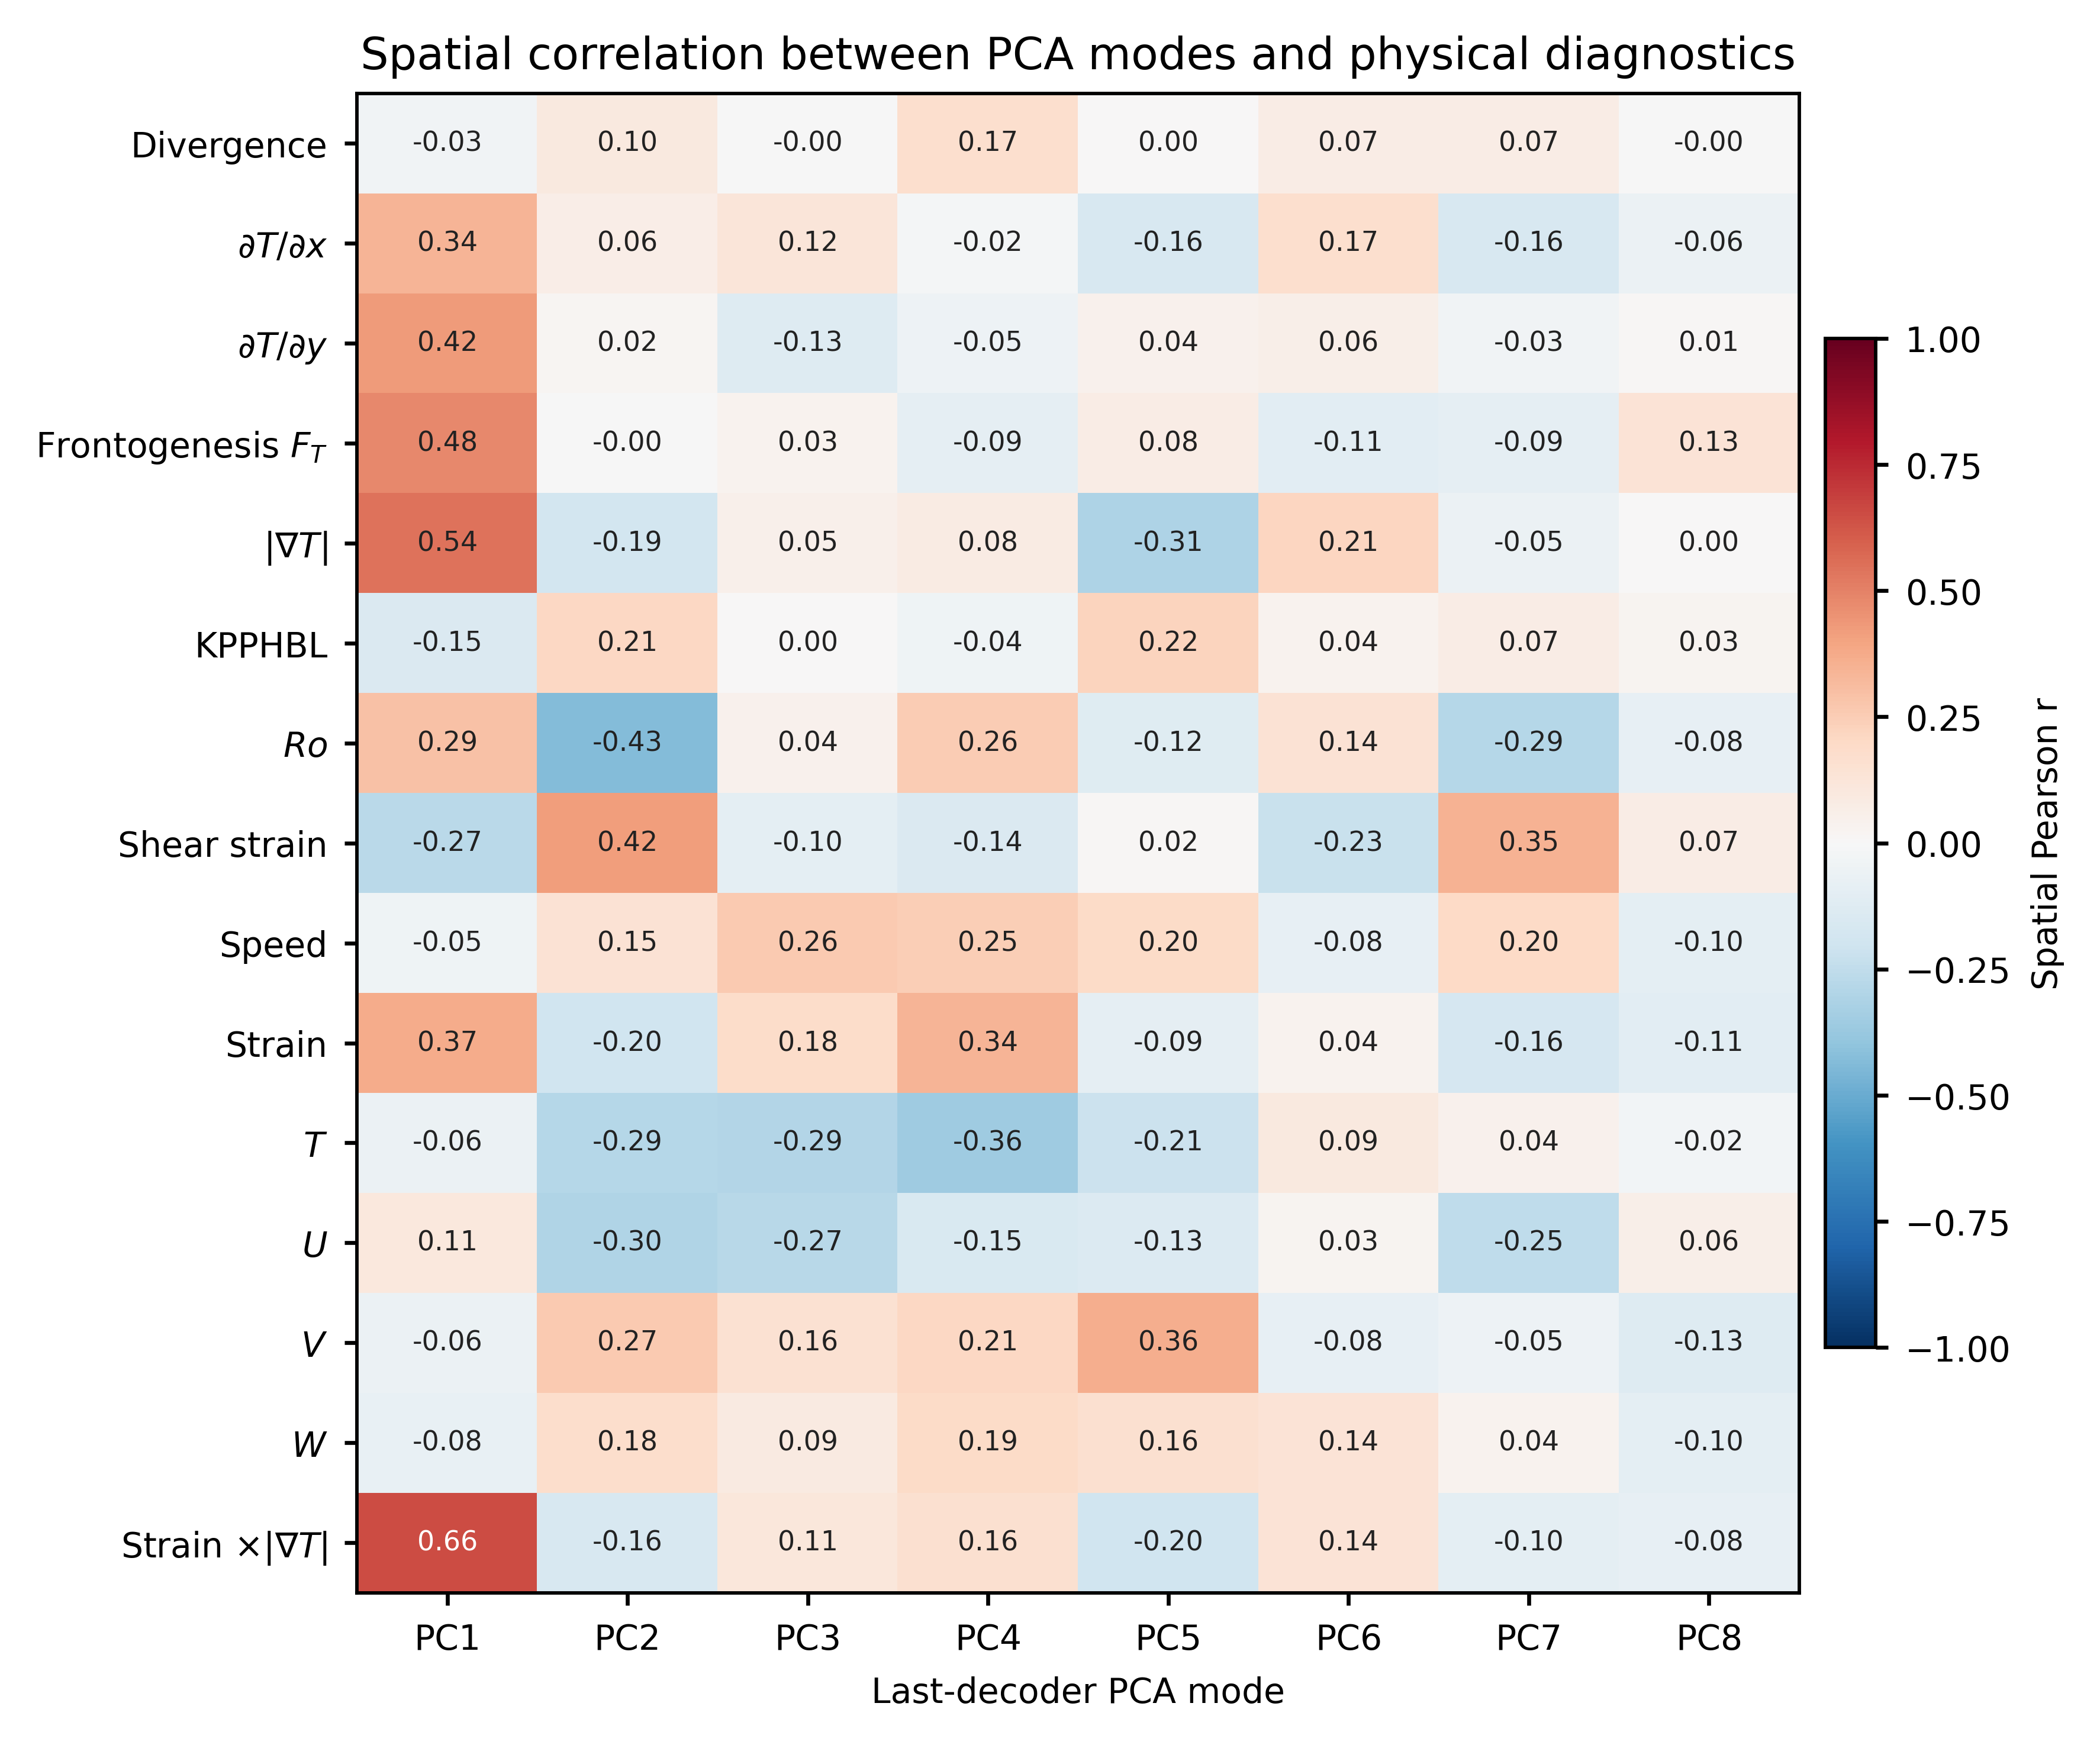 Spatial correlation between PCA modes and physical diagnostics
Divergence -0.03 0.10 -0.00 0.17 0.00 0.07 0.07 -0.00
∂T/∂x 0.34 0.06 0.12 -0.02 -0.16 0.17 -0.16 -0.06
∂T/∂y 0.42 0.02 -0.13 -0.05 0.04 0.06 -0.03 0.01
Frontogenesis F_T 0.48 -0.00 0.03 -0.09 0.08 -0.11 -0.09 0.13
|∇T| 0.54 -0.19 0.05 0.08 -0.31 0.21 -0.05 0.00
KPPHBL -0.15 0.21 0.00 -0.04 0.22 0.04 0.07 0.03
Ro 0.29 -0.43 0.04 0.26 -0.12 0.14 -0.29 -0.08
Shear strain -0.27 0.42 -0.10 -0.14 0.02 -0.23 0.35 0.07
Speed -0.05 0.15 0.26 0.25 0.20 -0.08 0.20 -0.10
Strain 0.37 -0.20 0.18 0.34 -0.09 0.04 -0.16 -0.11
T -0.06 -0.29 -0.29 -0.36 -0.21 0.09 0.04 -0.02
U 0.11 -0.30 -0.27 -0.15 -0.13 0.03 -0.25 0.06
V -0.06 0.27 0.16 0.21 0.36 -0.08 -0.05 -0.13
W -0.08 0.18 0.09 0.19 0.16 0.14 0.04 -0.10
Strain ×|∇T| 0.66 -0.16 0.11 0.16 -0.20 0.14 -0.10 -0.08
PC1 PC2 PC3 PC4 PC5 PC6 PC7 PC8
Last-decoder PCA mode
1.00
0.75
0.50
0.25
0.00
−0.25
−0.50
−0.75
−1.00
Spatial Pearson r